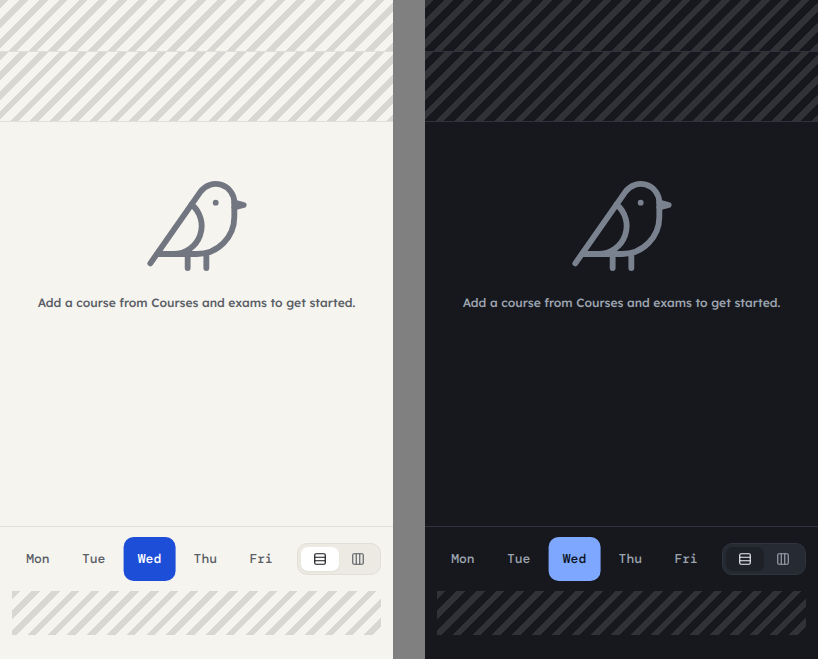 Add a course from Courses and exams to get started.
Mon Tue Wed Thu Fri
Add a course from Courses and exams to get started.
Mon Tue Wed Thu Fri